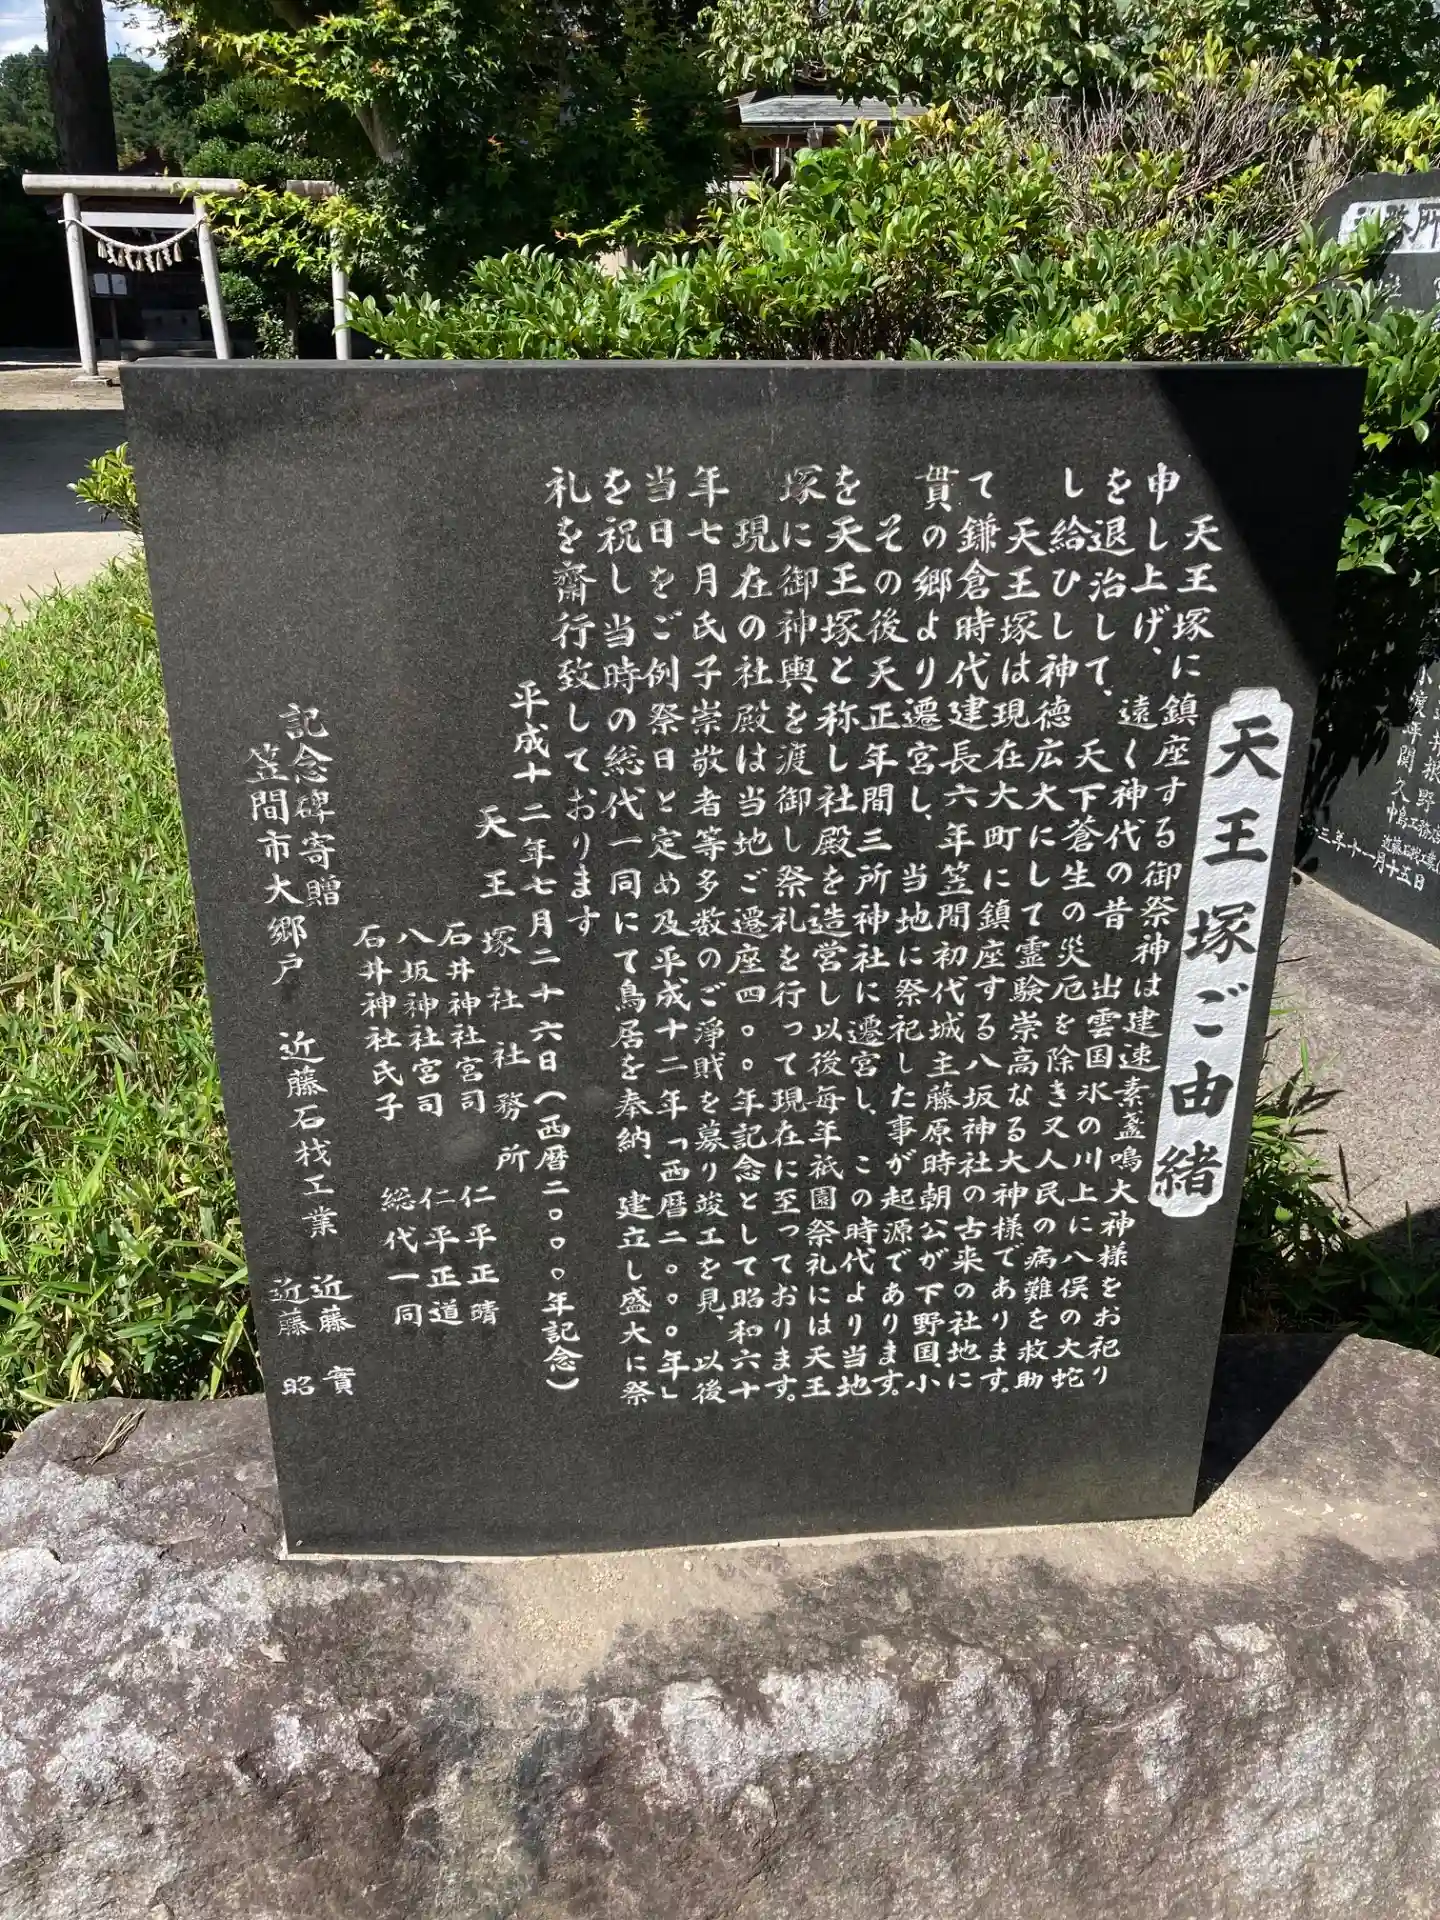 天王塚ご由緒
天王塚に鎮座する御祭神は建速素盞鳴大神様をお祀り
申し上げ、遠く神代の昔 出雲国氷の川上に八俣の大蛇
を退治して、天下蒼生の災厄を除き又人民の病難を救助
し給ひし神徳広大にして霊験崇高なる大神様であります。
天王塚は現在大町に鎮座する八坂神社の古来の社地に
て鎌倉時代建長六年笠間初代城主藤原時朝公が下野国小
貫の郷より遷宮し、当地に祭祀した事が起源であります。
その後天正年間三所神社に遷宮し、この時代より当地
を天王塚と称し社殿を造営し以後毎年祇園祭礼には天王
塚に御神輿を渡御し祭礼を行って現在に至っております。
現在の社殿は当地ご遷座四〇〇年記念として昭和六十
年七月氏子崇敬者等多数のご浄財を募り竣工を見、以後
当日をご例祭日と定め及平成十二年「西暦二〇〇〇年」
を祝し当時の総代一同にて鳥居を奉納、建立し盛大に祭
礼を齋行致しております
平成十二年七月二十六日(西暦二〇〇〇年記念)
天王塚社社務所
石井神社宮司 仁平正晴
八坂神社宮司 仁平正道
石井神社氏子 総代一同
記念碑寄贈
笠間市大郷戸 近藤石材工業 近藤實
近藤昭
務所
三年十一月十五日